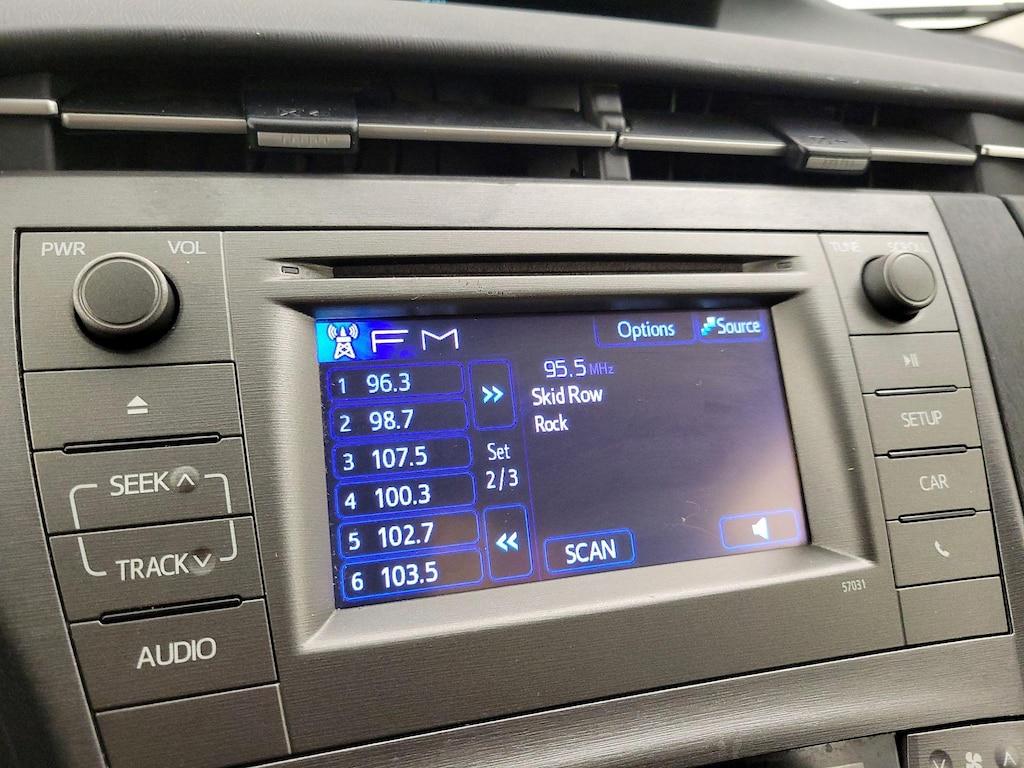 PWR
VOL
TUNE
SCROLL
FM
Options
Source
1 96.3
2 98.7
3 107.5
4 100.3
5 102.7
6 103.5
Set
2/3
95.5 MHz
Skid Row
Rock
SCAN
SEEK
TRACK
AUDIO
SETUP
CAR
57031